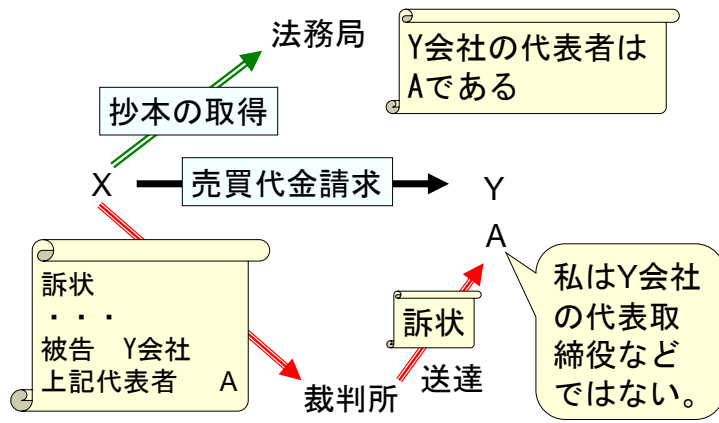 法務局
Y会社の代表者は
Aである
抄本の取得
X
売買代金請求
Y
A
訴状
・・・
被告　Y会社
上記代表者　A
訴状
送達
裁判所
私はY会社
の代表取
締役など
ではない。